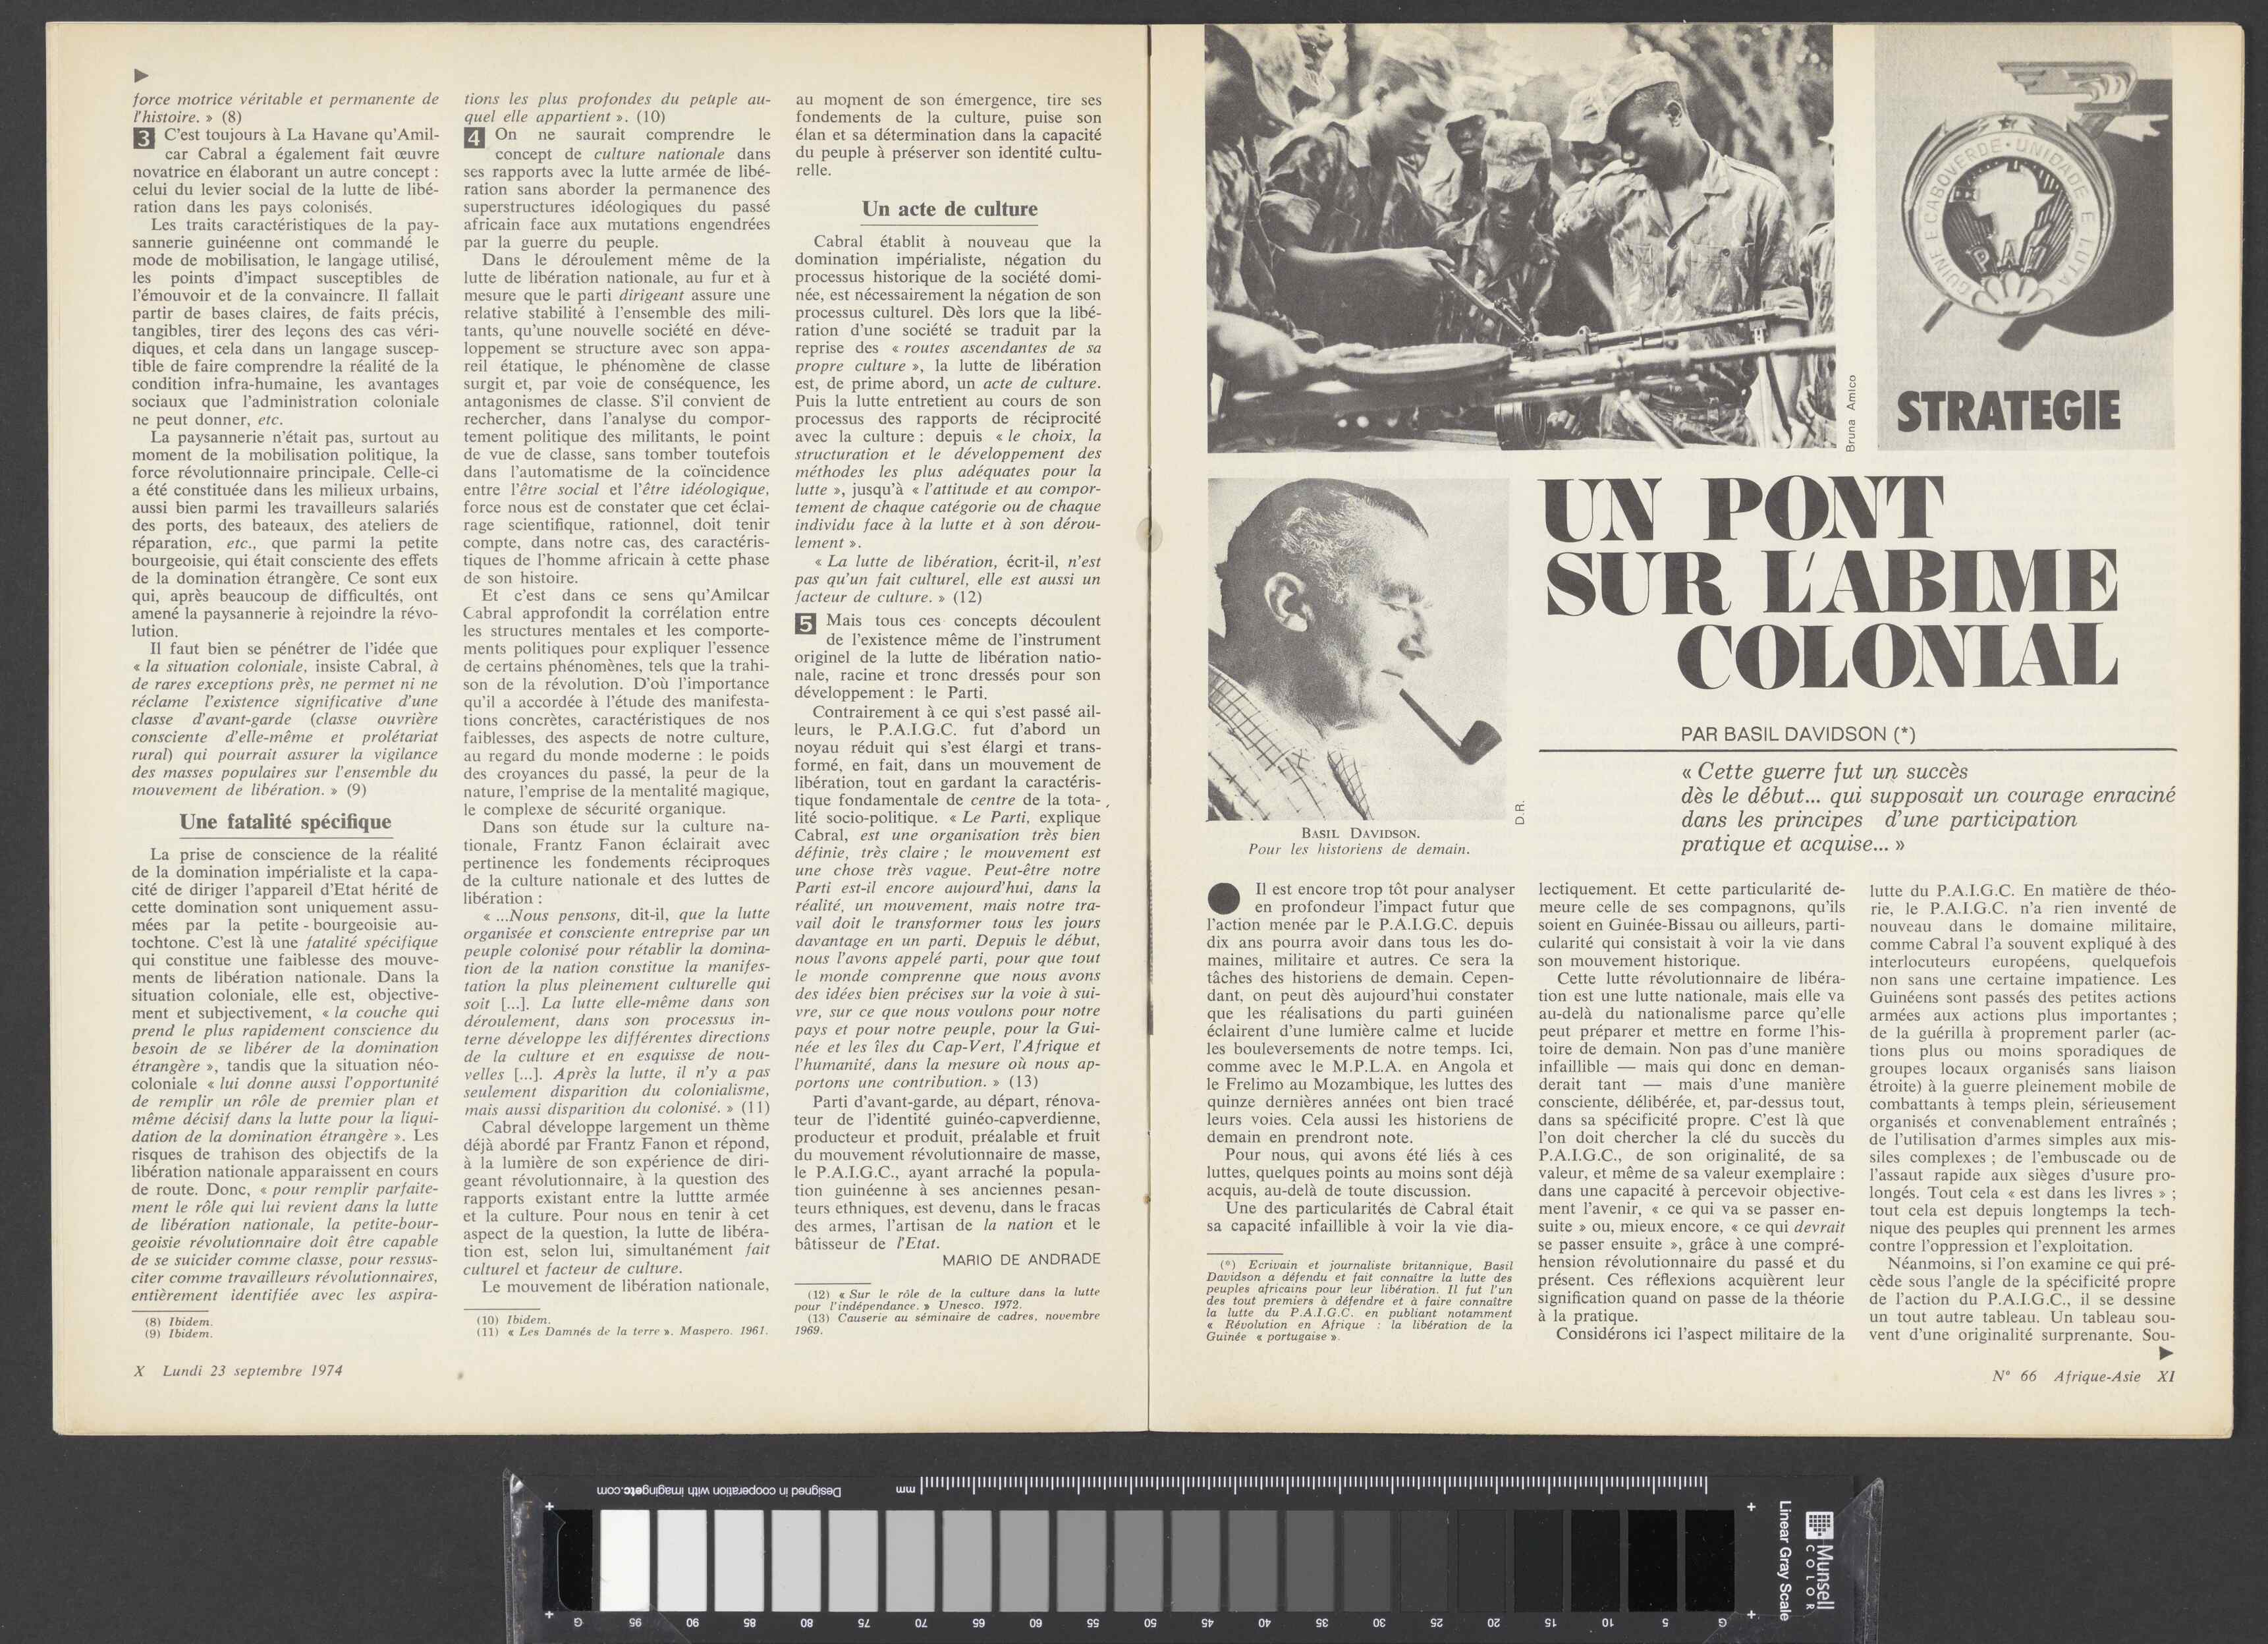 force motrice véritable et permanente de
l'histoire. » (8)
3 C'est toujours à La Havane qu'Amil-
car Cabral a également fait œuvre
novatrice en élaborant un autre concept :
celui du levier social de la lutte de libé-
ration dans les pays colonisés.
Les traits caractéristiques de la pay-
sannerie guinéenne ont commandé le
mode de mobilisation, le langage utilisé,
les points d'impact susceptibles de
l'émouvoir et de la convaincre. Il fallait
partir de bases claires, de faits précis,
tangibles, tirer des leçons des cas véri-
diques, et cela dans un langage suscep-
tible de faire comprendre la réalité de la
condition infra-humaine, les avantages
sociaux que l'administration coloniale
ne peut donner, etc.
La paysannerie n'était pas, surtout au
moment de la mobilisation politique, la
force révolutionnaire principale. Celle-ci
a été constituée dans les milieux urbains,
aussi bien parmi les travailleurs salariés
des ports, des bateaux, des ateliers de
réparation, etc., que parmi la petite
bourgeoisie, qui était consciente des effets
de la domination étrangère. Ce sont eux
qui, après beaucoup de difficultés, ont
amené la paysannerie à rejoindre la révo-
lution.
Il faut bien se pénétrer de l'idée que
« la situation coloniale, insiste Cabral, à
de rares exceptions près, ne permet ni ne
réclame l'existence significative d'une
classe d'avant-garde (classe ouvrière
consciente d'elle-même et prolétariat
rural) qui pourrait assurer la vigilance
des masses populaires sur l'ensemble du
mouvement de libération. » (9)
Une fatalité spécifique
La prise de conscience de la réalité
de la domination impérialiste et la capa-
cité de diriger l'appareil d'Etat hérité de
cette domination sont uniquement assu-
mées par la petite - bourgeoisie au-
tochtone. C'est là une fatalité spécifique
qui constitue une faiblesse des mouve-
ments de libération nationale. Dans la
situation coloniale, elle est, objective-
ment et subjectivement, « la couche qui
prend le plus rapidement conscience du
besoin de se libérer de la domination
étrangère », tandis que la situation néo-
coloniale « lui donne aussi l'opportunité
de remplir un rôle de premier plan et
même décisif dans la lutte pour la liqui-
dation de la domination étrangère ». Les
risques de trahison des objectifs de la
libération nationale apparaissent en cours
de route. Donc, « pour remplir parfaite-
ment le rôle qui lui revient dans la lutte
de libération nationale, la petite-bour-
geoisie révolutionnaire doit être capable
de se suicider comme classe, pour ressus-
citer comme travailleurs révolutionnaires,
entièrement identifiée avec les aspira-
(8) Ibidem.
(9) Ibidem.
X Lundi 23 septembre 1974
tions les plus profondes du peuple au-
quel elle appartient ». (10)
4 On ne saurait comprendre le
concept de culture nationale dans
ses rapports avec la lutte armée de libé-
ration sans aborder la permanence des
superstructures idéologiques du passé
africain face aux mutations engendrées
par la guerre du peuple.
Dans le déroulement même de la
lutte de libération nationale, au fur et à
mesure que le parti dirigeant assure une
relative stabilité à l'ensemble des mili-
tants, qu'une nouvelle société en déve-
loppement se structure avec son appa-
reil étatique, le phénomène de classe
surgit et, par voie de conséquence, les
antagonismes de classe. S'il convient de
rechercher, dans l'analyse du compor-
tement politique des militants, le point
de vue de classe, sans tomber toutefois
dans l'automatisme de la coïncidence
entre l'être social et l'être idéologique,
force nous est de constater que cet éclai-
rage scientifique, rationnel, doit tenir
compte, dans notre cas, des caractéris-
tiques de l'homme africain à cette phase
de son histoire.
Et c'est dans ce sens qu'Amilcar
Cabral approfondit la corrélation entre
les structures mentales et les comporte-
ments politiques pour expliquer l'essence
de certains phénomènes, tels que la trahi-
son de la révolution. D'où l'importance
qu'il a accordée à l'étude des manifesta-
tions concrètes, caractéristiques de nos
faiblesses, des aspects de notre culture,
au regard du monde moderne : le poids
des croyances du passé, la peur de la
nature, l'emprise de la mentalité magique,
le complexe de sécurité organique.
Dans son étude sur la culture na-
tionale, Frantz Fanon éclairait avec
pertinence les fondements réciproques
de la culture nationale et des luttes de
libération :
« ...Nous pensons, dit-il, que la lutte
organisée et consciente entreprise par un
peuple colonisé pour rétablir la domina-
tion de la nation constitue la manifes-
tation la plus pleinement culturelle qui
soit [...]. La lutte elle-même dans son
déroulement, dans son processus in-
terne développe les différentes directions
de la culture et en esquisse de nou-
velles [...]. Après la lutte, il n'y a pas
seulement disparition du colonialisme,
mais aussi disparition du colonisé. » (11)
Cabral développe largement un thème
déjà abordé par Frantz Fanon et répond,
à la lumière de son expérience de diri-
geant révolutionnaire, à la question des
rapports existant entre la luttte armée
et la culture. Pour nous en tenir à cet
aspect de la question, la lutte de libéra-
tion est, selon lui, simultanément fait
culturel et facteur de culture.
Le mouvement de libération nationale,
(10) Ibidem.
(11) « Les Damnés de la terre ». Maspero. 1961.
au moment de son émergence, tire ses
fondements de la culture, puise son
élan et sa détermination dans la capacité
du peuple à préserver son identité cultu-
relle.
Un acte de culture
Cabral établit à nouveau que la
domination impérialiste, négation du
processus historique de la société domi-
née, est nécessairement la négation de son
processus culturel. Dès lors que la libé-
ration d'une société se traduit par la
reprise des « routes ascendantes de sa
propre culture », la lutte de libération
est, de prime abord, un acte de culture.
Puis la lutte entretient au cours de son
processus des rapports de réciprocité
avec la culture : depuis « le choix, la
structuration et le développement des
méthodes les plus adéquates pour la
lutte », jusqu'à « l'attitude et au compor-
tement de chaque catégorie ou de chaque
individu face à la lutte et à son dérou-
lement ».
« La lutte de libération, écrit-il, n'est
pas qu'un fait culturel, elle est aussi un
facteur de culture. » (12)
5 Mais tous ces concepts découlent
de l'existence même de l'instrument
originel de la lutte de libération natio-
nale, racine et tronc dressés pour son
développement : le Parti.
Contrairement à ce qui s'est passé ail-
leurs, le P.A.I.G.C. fut d'abord un
noyau réduit qui s'est élargi et trans-
formé, en fait, dans un mouvement de
libération, tout en gardant la caractéris-
tique fondamentale de centre de la tota-
lité socio-politique. « Le Parti, explique
Cabral, est une organisation très bien
définie, très claire ; le mouvement est
une chose très vague. Peut-être notre
Parti est-il encore aujourd'hui, dans la
réalité, un mouvement, mais notre tra-
vail doit le transformer tous les jours
davantage en un parti. Depuis le début,
nous l'avons appelé parti, pour que tout
le monde comprenne que nous avons
des idées bien précises sur la voie à sui-
vre, sur ce que nous voulons pour notre
pays et pour notre peuple, pour la Gui-
née et les îles du Cap-Vert, l'Afrique et
l'humanité, dans la mesure où nous ap-
portons une contribution. » (13)
Parti d'avant-garde, au départ, rénova-
teur de l'identité guinéo-capverdienne,
producteur et produit, préalable et fruit
du mouvement révolutionnaire de masse,
le P.A.I.G.C., ayant arraché la popula-
tion guinéenne à ses anciennes pesan-
teurs ethniques, est devenu, dans le fracas
des armes, l'artisan de la nation et le
bâtisseur de l'Etat.
MARIO DE ANDRADE
(12) « Sur le rôle de la culture dans la lutte
pour l'indépendance. » Unesco. 1972.
(13) Causerie au séminaire de cadres, novembre
1969.
Bruna Amico
GUINE E CABOVERDE · UNIDADE E LUTA
PAI
STRATEGIE
UN PONT
SUR L'ABIME
COLONIAL
PAR BASIL DAVIDSON (*)
« Cette guerre fut un succès
dès le début... qui supposait un courage enraciné
dans les principes d'une participation
pratique et acquise... »
D.R.
BASIL DAVIDSON.
Pour les historiens de demain.
Il est encore trop tôt pour analyser
en profondeur l'impact futur que
l'action menée par le P.A.I.G.C. depuis
dix ans pourra avoir dans tous les do-
maines, militaire et autres. Ce sera la
tâches des historiens de demain. Cepen-
dant, on peut dès aujourd'hui constater
que les réalisations du parti guinéen
éclairent d'une lumière calme et lucide
les bouleversements de notre temps. Ici,
comme avec le M.P.L.A. en Angola et
le Frelimo au Mozambique, les luttes des
quinze dernières années ont bien tracé
leurs voies. Cela aussi les historiens de
demain en prendront note.
Pour nous, qui avons été liés à ces
luttes, quelques points au moins sont déjà
acquis, au-delà de toute discussion.
Une des particularités de Cabral était
sa capacité infaillible à voir la vie dia-
(*) Ecrivain et journaliste britannique, Basil
Davidson a défendu et fait connaître la lutte des
peuples africains pour leur libération. Il fut l'un
des tout premiers à défendre et à faire connaître
la lutte du P.A.I.G.C. en publiant notamment
« Révolution en Afrique : la libération de la
Guinée « portugaise ».
lectiquement. Et cette particularité de-
meure celle de ses compagnons, qu'ils
soient en Guinée-Bissau ou ailleurs, parti-
cularité qui consistait à voir la vie dans
son mouvement historique.
Cette lutte révolutionnaire de libéra-
tion est une lutte nationale, mais elle va
au-delà du nationalisme parce qu'elle
peut préparer et mettre en forme l'his-
toire de demain. Non pas d'une manière
infaillible — mais qui donc en deman-
derait tant — mais d'une manière
consciente, délibérée, et, par-dessus tout,
dans sa spécificité propre. C'est là que
l'on doit chercher la clé du succès du
P.A.I.G.C., de son originalité, de sa
valeur, et même de sa valeur exemplaire :
dans une capacité à percevoir objective-
ment l'avenir, « ce qui va se passer en-
suite » ou, mieux encore, « ce qui devrait
se passer ensuite », grâce à une compré-
hension révolutionnaire du passé et du
présent. Ces réflexions acquièrent leur
signification quand on passe de la théorie
à la pratique.
Considérons ici l'aspect militaire de la
lutte du P.A.I.G.C. En matière de théo-
rie, le P.A.I.G.C. n'a rien inventé de
nouveau dans le domaine militaire,
comme Cabral l'a souvent expliqué à des
interlocuteurs européens, quelquefois
non sans une certaine impatience. Les
Guinéens sont passés des petites actions
armées aux actions plus importantes ;
de la guérilla à proprement parler (ac-
tions plus ou moins sporadiques de
groupes locaux organisés sans liaison
étroite) à la guerre pleinement mobile de
combattants à temps plein, sérieusement
organisés et convenablement entraînés ;
de l'utilisation d'armes simples aux mis-
siles complexes ; de l'embuscade ou de
l'assaut rapide aux sièges d'usure pro-
longés. Tout cela « est dans les livres » ;
tout cela est depuis longtemps la tech-
nique des peuples qui prennent les armes
contre l'oppression et l'exploitation.
Néanmoins, si l'on examine ce qui pré-
cède sous l'angle de la spécificité propre
de l'action du P.A.I.G.C., il se dessine
un tout autre tableau. Un tableau sou-
vent d'une originalité surprenante. Sou-
N° 66 Afrique-Asie XI
Designed in cooperation with imagingetc.com
mm
G 95 90 85 80 75 70 65 60 55 50 45 40 35 30 25 20 15 10 5 G
Linear Gray Scale
Munsell
COLOR